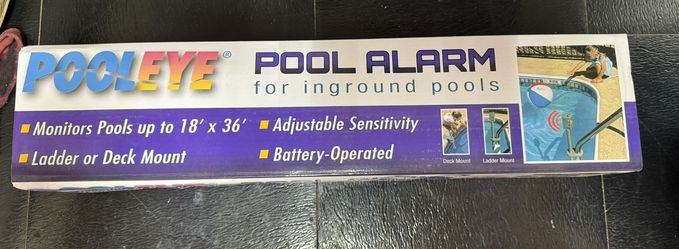 POOLEYE®
POOL ALARM
for inground pools
Monitors Pools up to 18' x 36'
Adjustable Sensitivity
Ladder or Deck Mount
Battery-Operated
Deck Mount
Ladder Mount